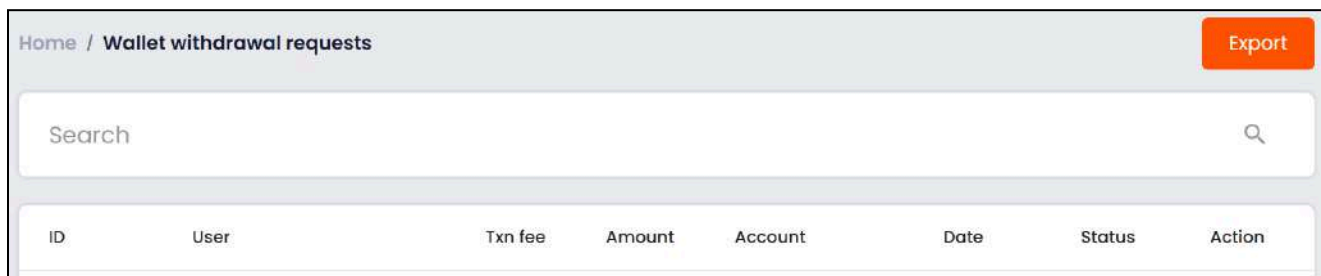 Home / Wallet withdrawal requests Export
Search
ID User Txn fee Amount Account Date Status Action